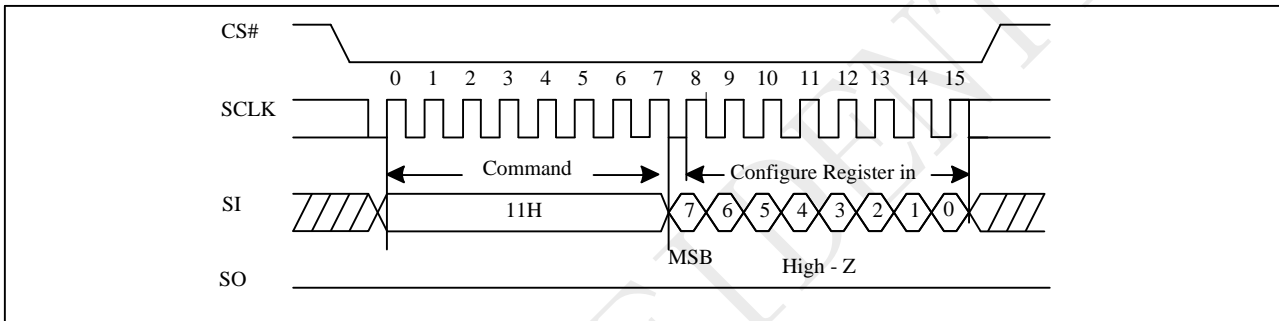 CS#
0 1 2 3 4 5 6 7 8 9 10 11 12 13 14 15
SCLK
Command
Configure Register in
SI
11H
7 6 5 4 3 2 1 0
MSB
High - Z
SO